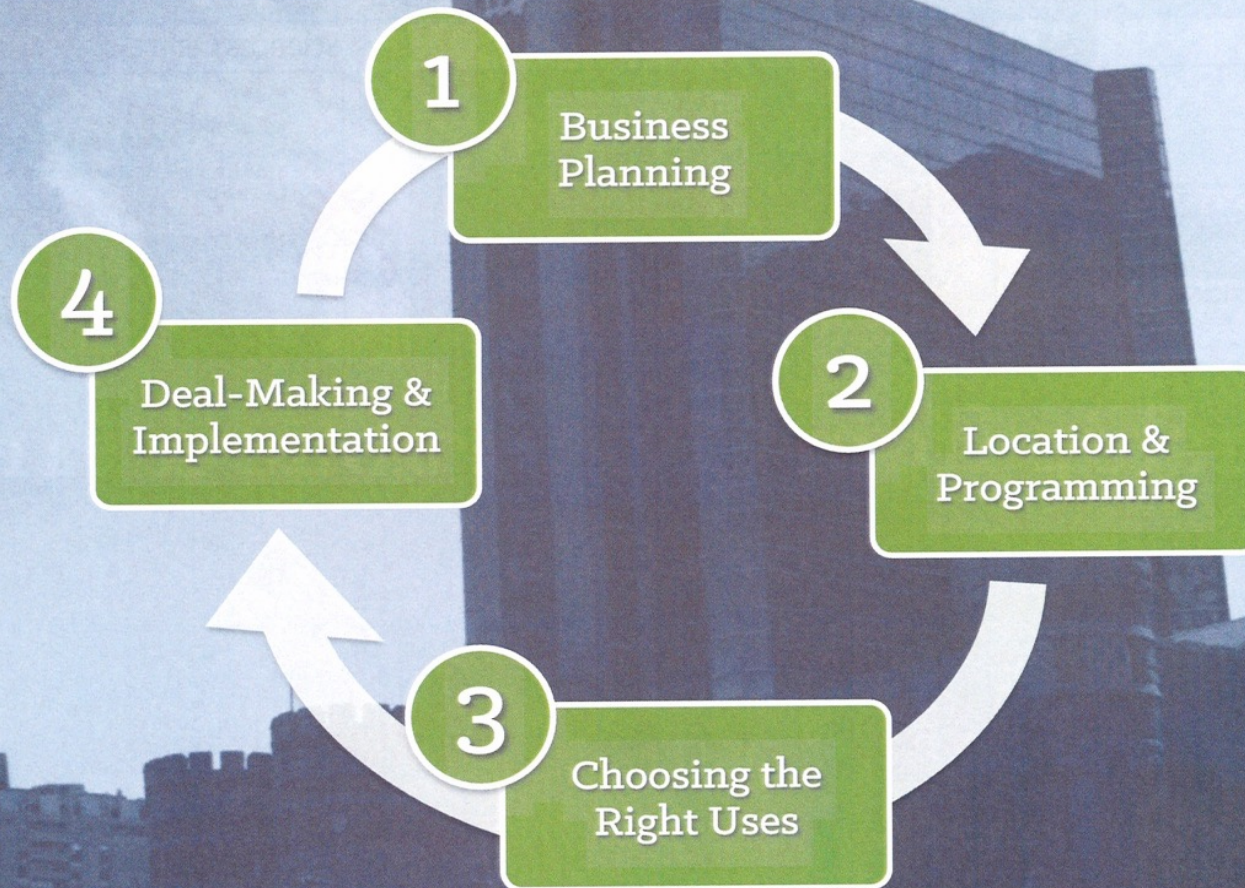 1
Business
Planning
2
Location &
Programming
3
Choosing the
Right Uses
4
Deal-Making &
Implementation